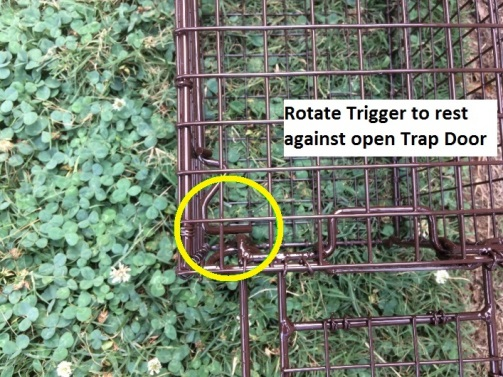 Rotate Trigger to rest
against open Trap Door